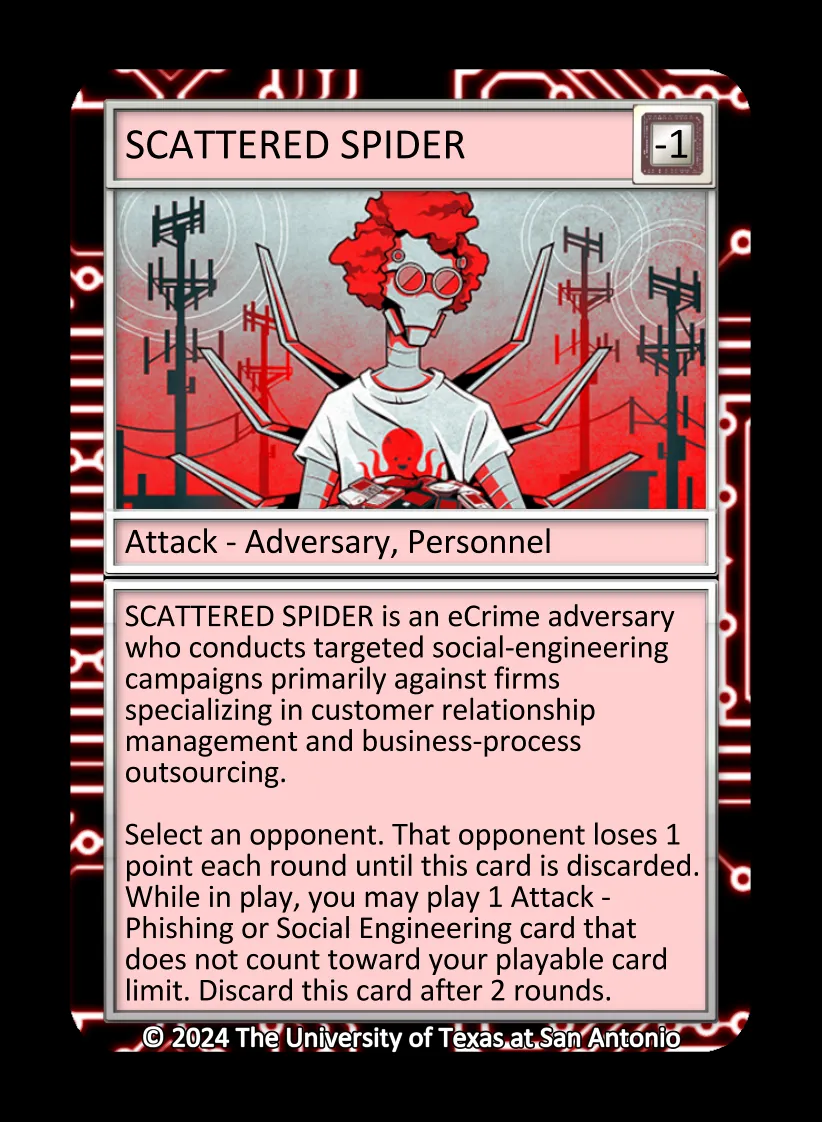 SCATTERED SPIDER
-1
Attack - Adversary, Personnel
SCATTERED SPIDER is an eCrime adversary
who conducts targeted social-engineering
campaigns primarily against firms
specializing in customer relationship
management and business-process
outsourcing.
Select an opponent. That opponent loses 1
point each round until this card is discarded.
While in play, you may play 1 Attack -
Phishing or Social Engineering card that
does not count toward your playable card
limit. Discard this card after 2 rounds.
© 2024 The University of Texas at San Antonio